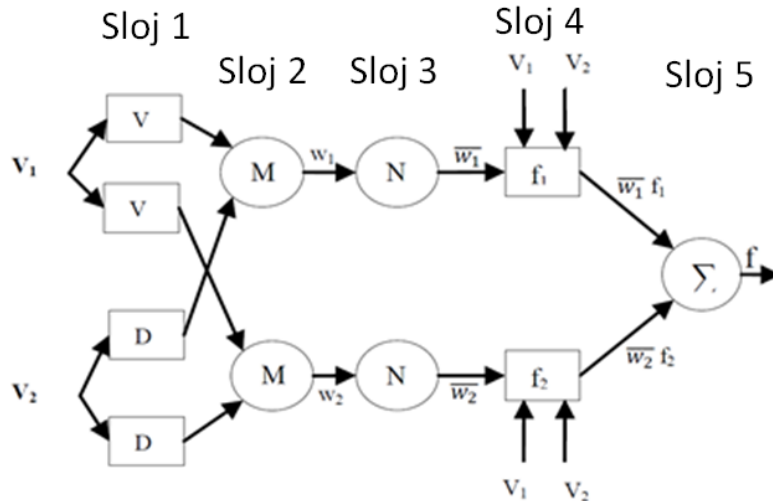 Sloj 1
Sloj 2
Sloj 3
Sloj 4
Sloj 5
V₁
V₂
V₁
V
V
M
w₁
N
w̅₁̅
f₁
w̅₁̅ f₁
∑
f
V₂
D
D
M
w₂
N
w̅₂̅
f₂
w̅₂̅ f₂
V₁
V₂